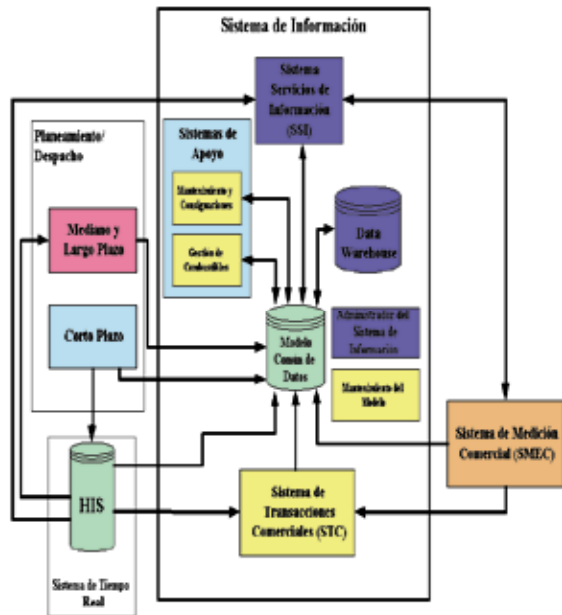 Sistema de Información
Sistema
Servicios de
Información
(SSI)
Planeamiento/
Despacho
Sistemas de
Apoyo
Mantenimiento y
Consignaciones
Gestión de
Combustibles
Mediano y
Largo Plazo
Corto Plazo
Data
Warehouse
Modelo
Común de
Datos
Administrador del
Sistema de
Información
Mantenimiento del
Modelo
Sistema de Medición
Comercial (SMEC)
HIS
Sistema de
Transacciones
Comerciales (STC)
Sistema de Tiempo
Real